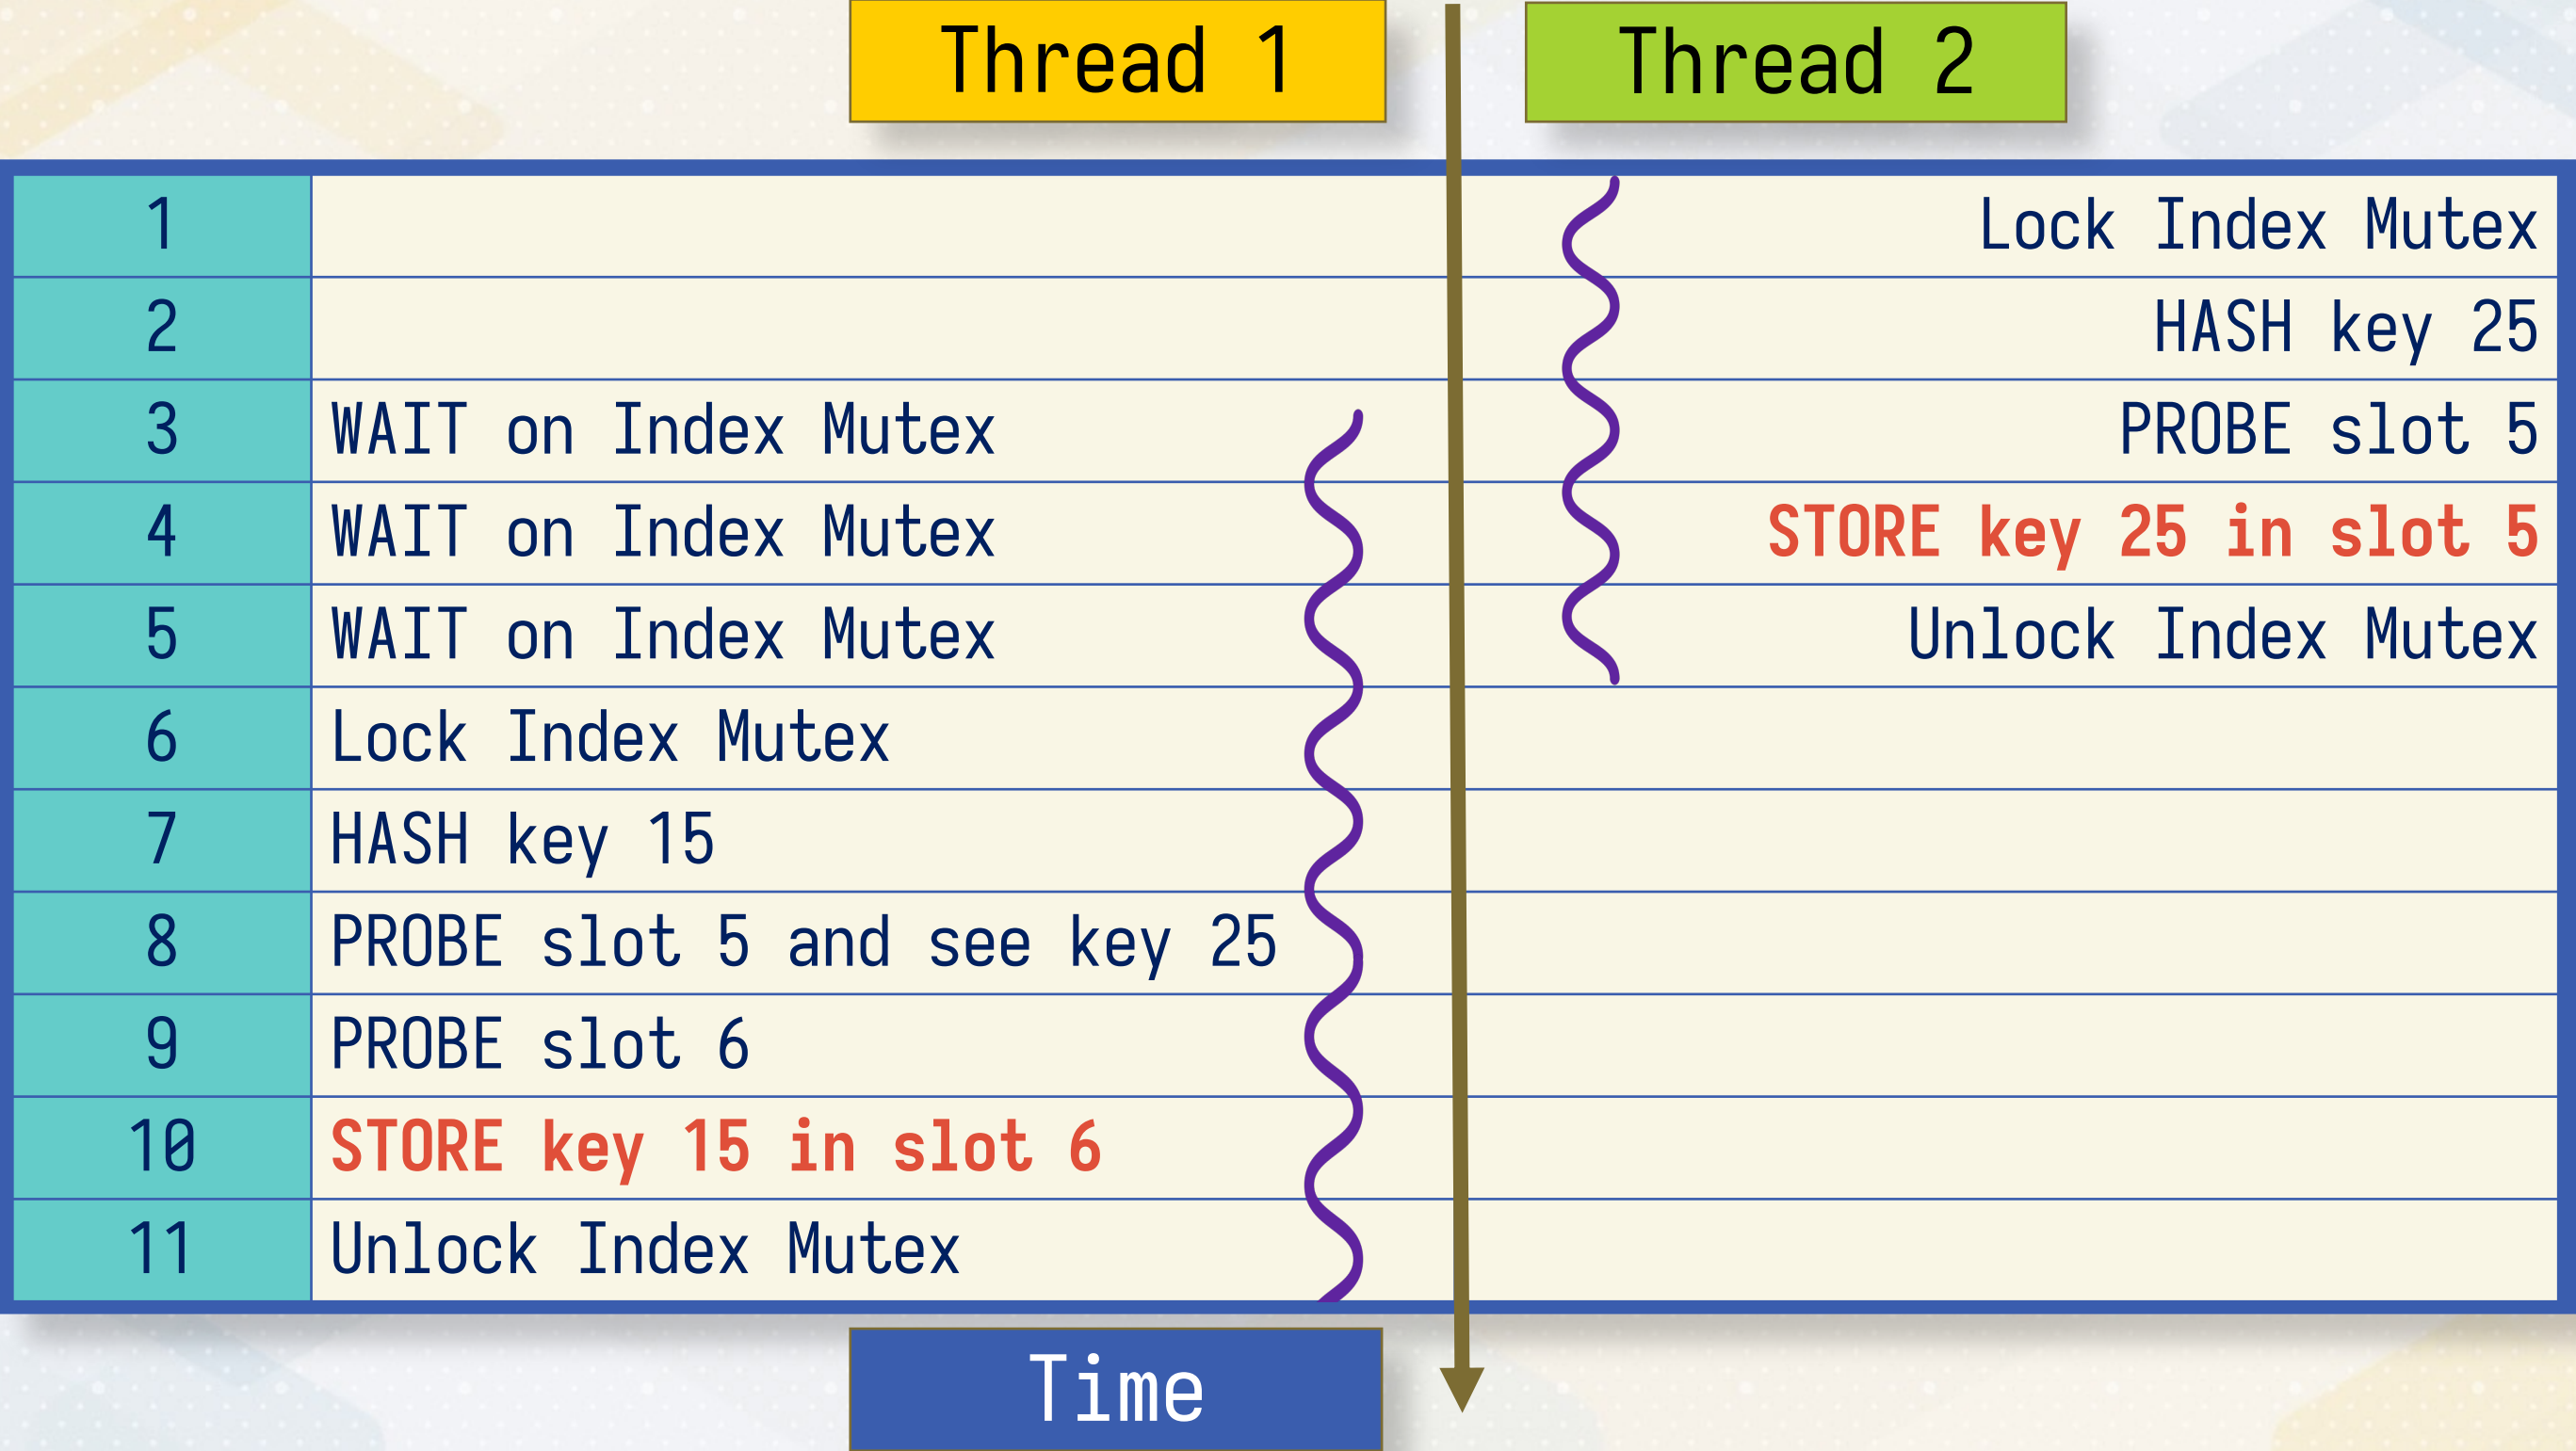 Thread 1
Thread 2
1 Lock Index Mutex
2 HASH key 25
3 WAIT on Index Mutex PROBE slot 5
4 WAIT on Index Mutex STORE key 25 in slot 5
5 WAIT on Index Mutex Unlock Index Mutex
6 Lock Index Mutex
7 HASH key 15
8 PROBE slot 5 and see key 25
9 PROBE slot 6
10 STORE key 15 in slot 6
11 Unlock Index Mutex
Time